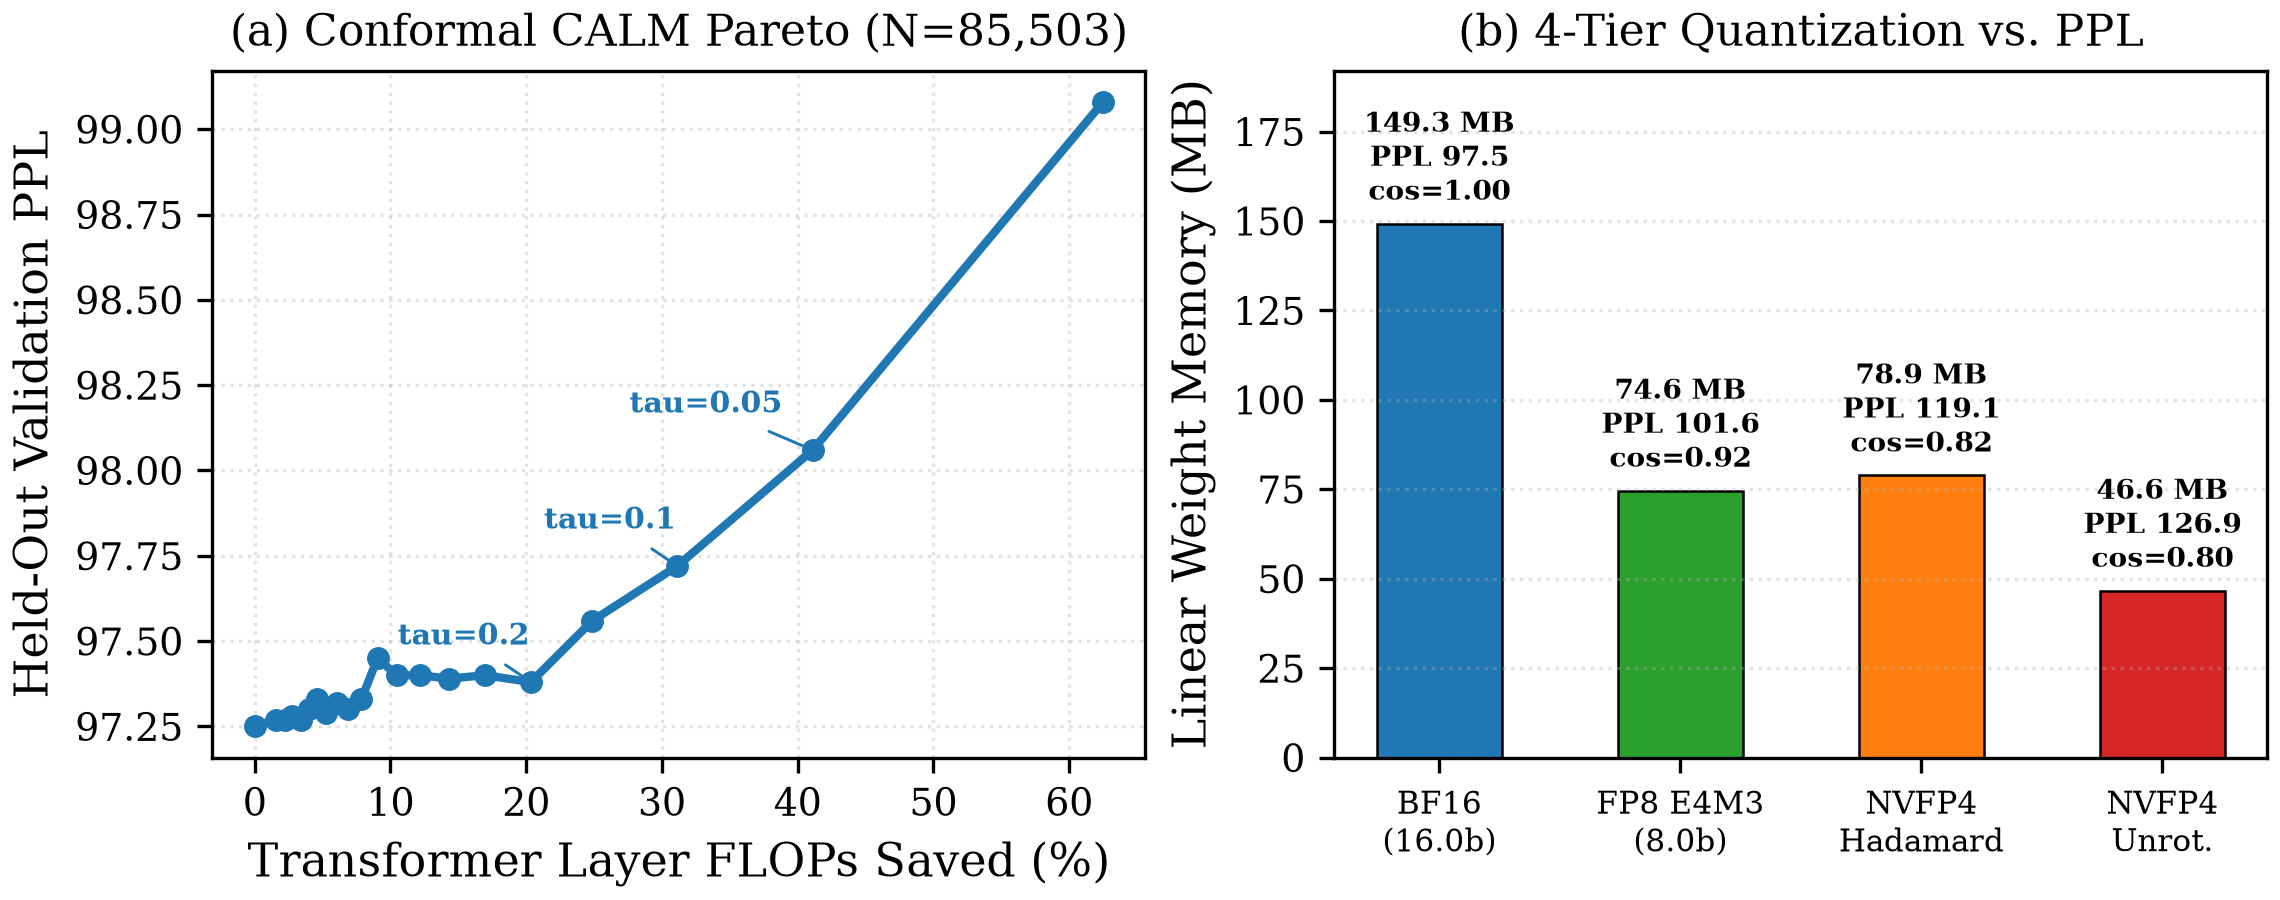 (a) Conformal CALM Pareto (N=85,503)
Held-Out Validation PPL
99.00
98.75
98.50
98.25
98.00
97.75
97.50
97.25
tau=0.05
tau=0.1
tau=0.2
0 10 20 30 40 50 60
Transformer Layer FLOPs Saved (%)
(b) 4-Tier Quantization vs. PPL
Linear Weight Memory (MB)
175
150
125
100
75
50
25
0
149.3 MB
PPL 97.5
cos=1.00
74.6 MB
PPL 101.6
cos=0.92
78.9 MB
PPL 119.1
cos=0.82
46.6 MB
PPL 126.9
cos=0.80
BF16
(16.0b)
FP8 E4M3
(8.0b)
NVFP4
Hadamard
NVFP4
Unrot.